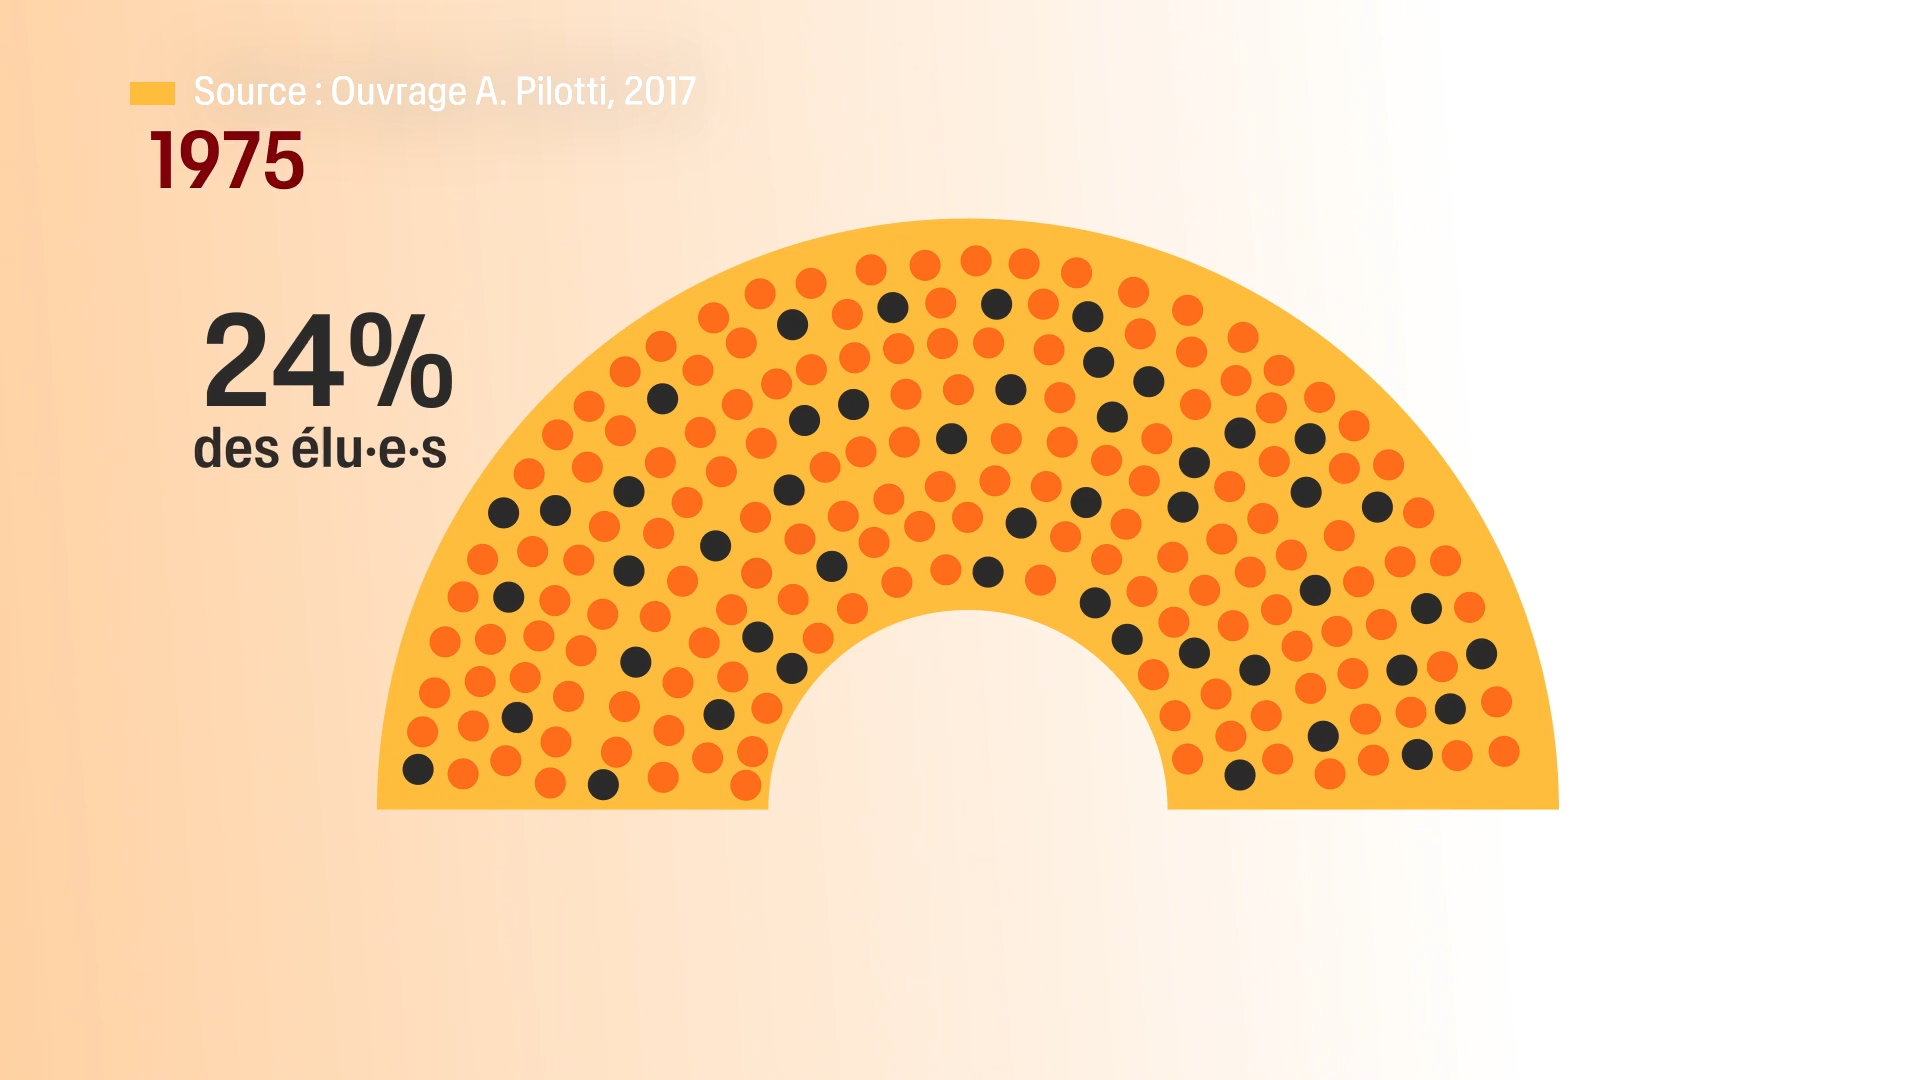 Source : Ouvrage A. Pilotti, 2017
1975
24%
des élu·e·s